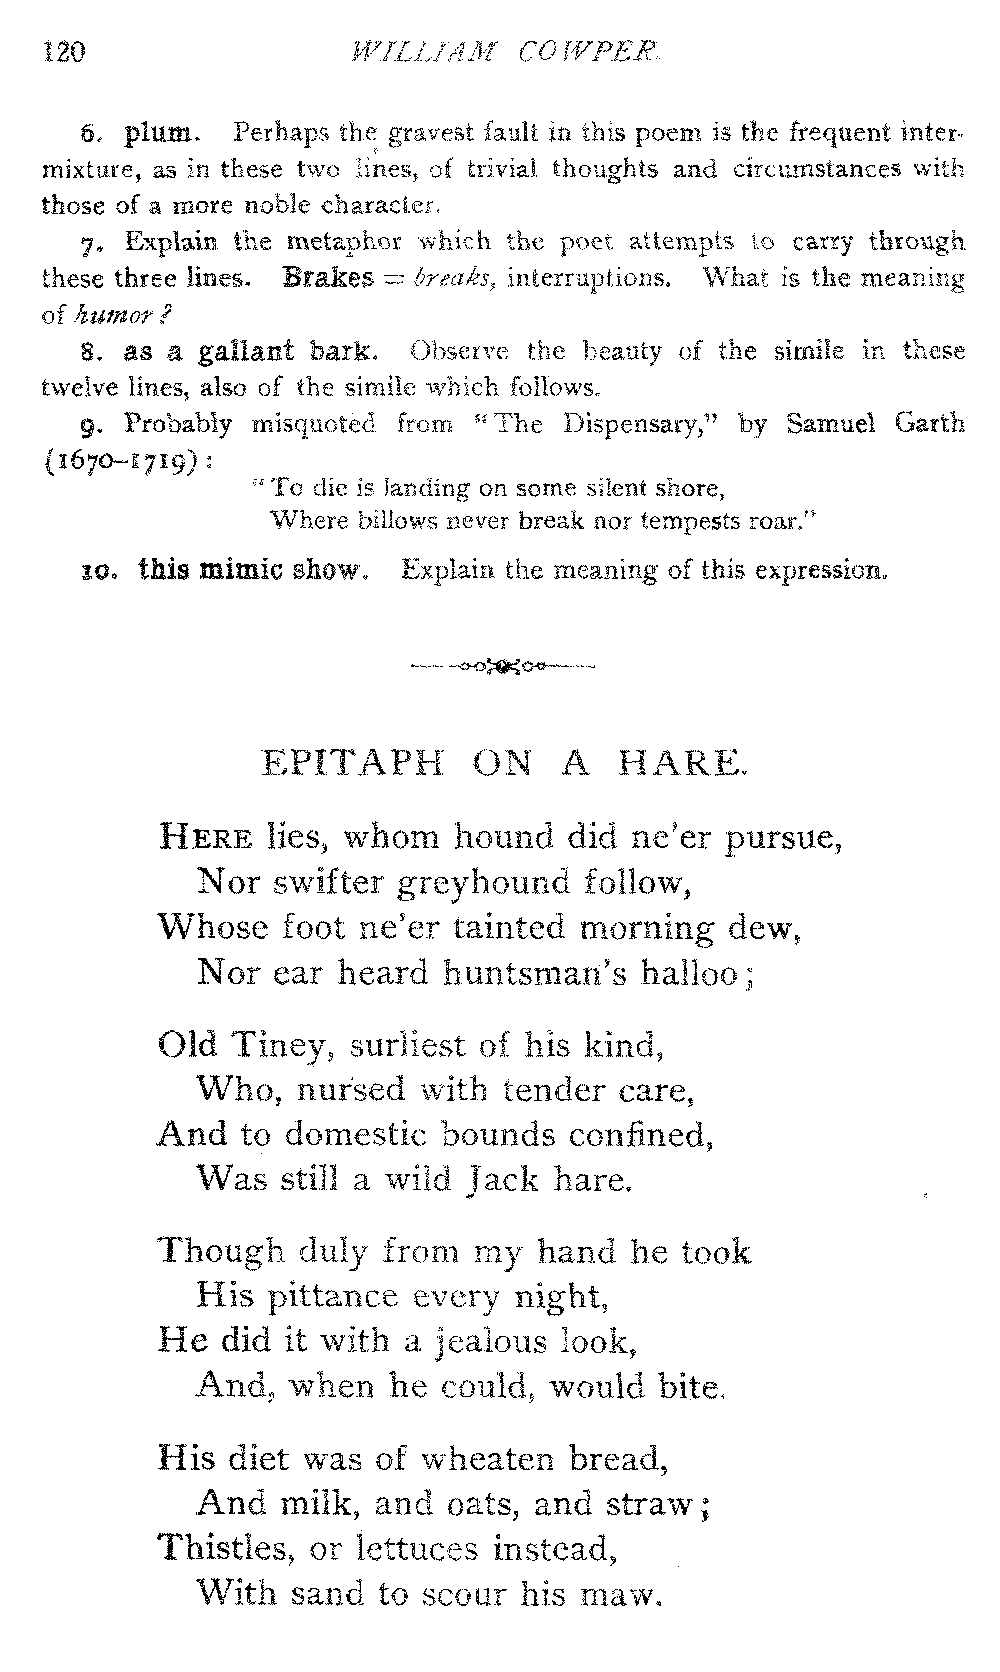 120 WILLIAM COWPER.
6. plum. Perhaps the gravest fault in this poem is the frequent inter-
mixture, as in these two lines, of trivial thoughts and circumstances with
those of a more noble character.
7. Explain the metaphor which the poet attempts to carry through
these three lines. Brakes = breaks, interruptions. What is the meaning
of humor?
8. as a gallant bark. Observe the beauty of the simile in these
twelve lines, also of the simile which follows.
9. Probably misquoted from "The Dispensary," by Samuel Garth
(1670–1719):
"To die is landing on some silent shore,
Where billows never break nor tempests roar."
10. this mimic show. Explain the meaning of this expression.
EPITAPH ON A HARE.
HERE lies, whom hound did ne'er pursue,
Nor swifter greyhound follow,
Whose foot ne'er tainted morning dew,
Nor ear heard huntsman's halloo;
Old Tiney, surliest of his kind,
Who, nursed with tender care,
And to domestic bounds confined,
Was still a wild Jack hare.
Though duly from my hand he took
His pittance every night,
He did it with a jealous look,
And, when he could, would bite.
His diet was of wheaten bread,
And milk, and oats, and straw;
Thistles, or lettuces instead,
With sand to scour his maw.